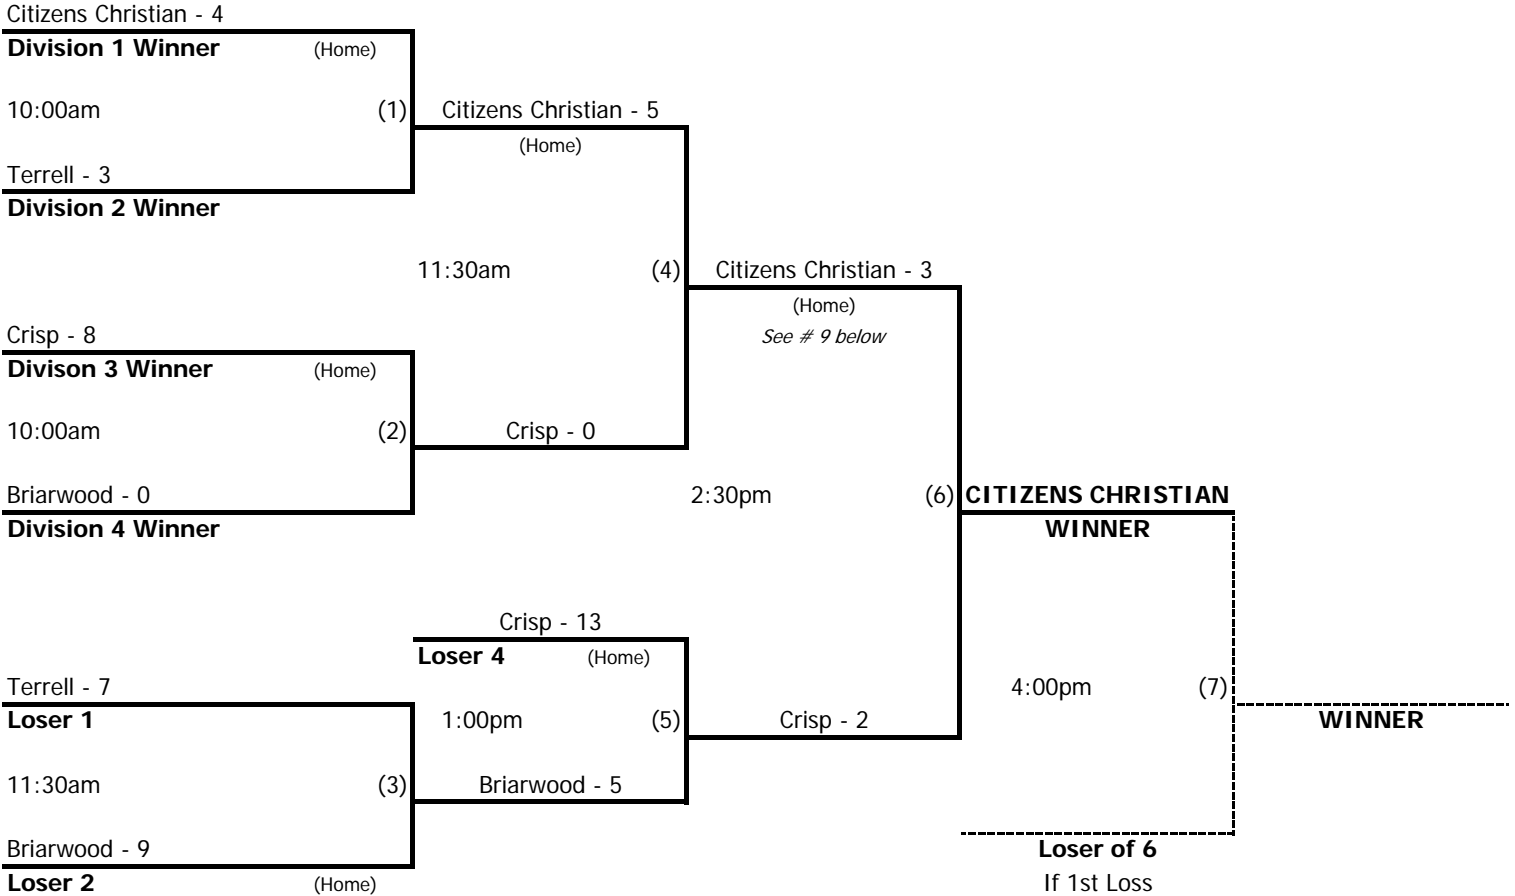 Citizens Christian - 4
Division 1 Winner (Home)
10:00am (1) Citizens Christian - 5
(Home)
Terrell - 3
Division 2 Winner
11:30am (4) Citizens Christian - 3
(Home)
Crisp - 8 See # 9 below
Divison 3 Winner (Home)
10:00am (2) Crisp - 0
Briarwood - 0 2:30pm (6) CITIZENS CHRISTIAN
Division 4 Winner WINNER
Crisp - 13
Loser 4 (Home)
Terrell - 7 4:00pm (7)
Loser 1 1:00pm (5) Crisp - 2 WINNER
11:30am (3) Briarwood - 5
Briarwood - 9 Loser of 6
Loser 2 (Home) If 1st Loss